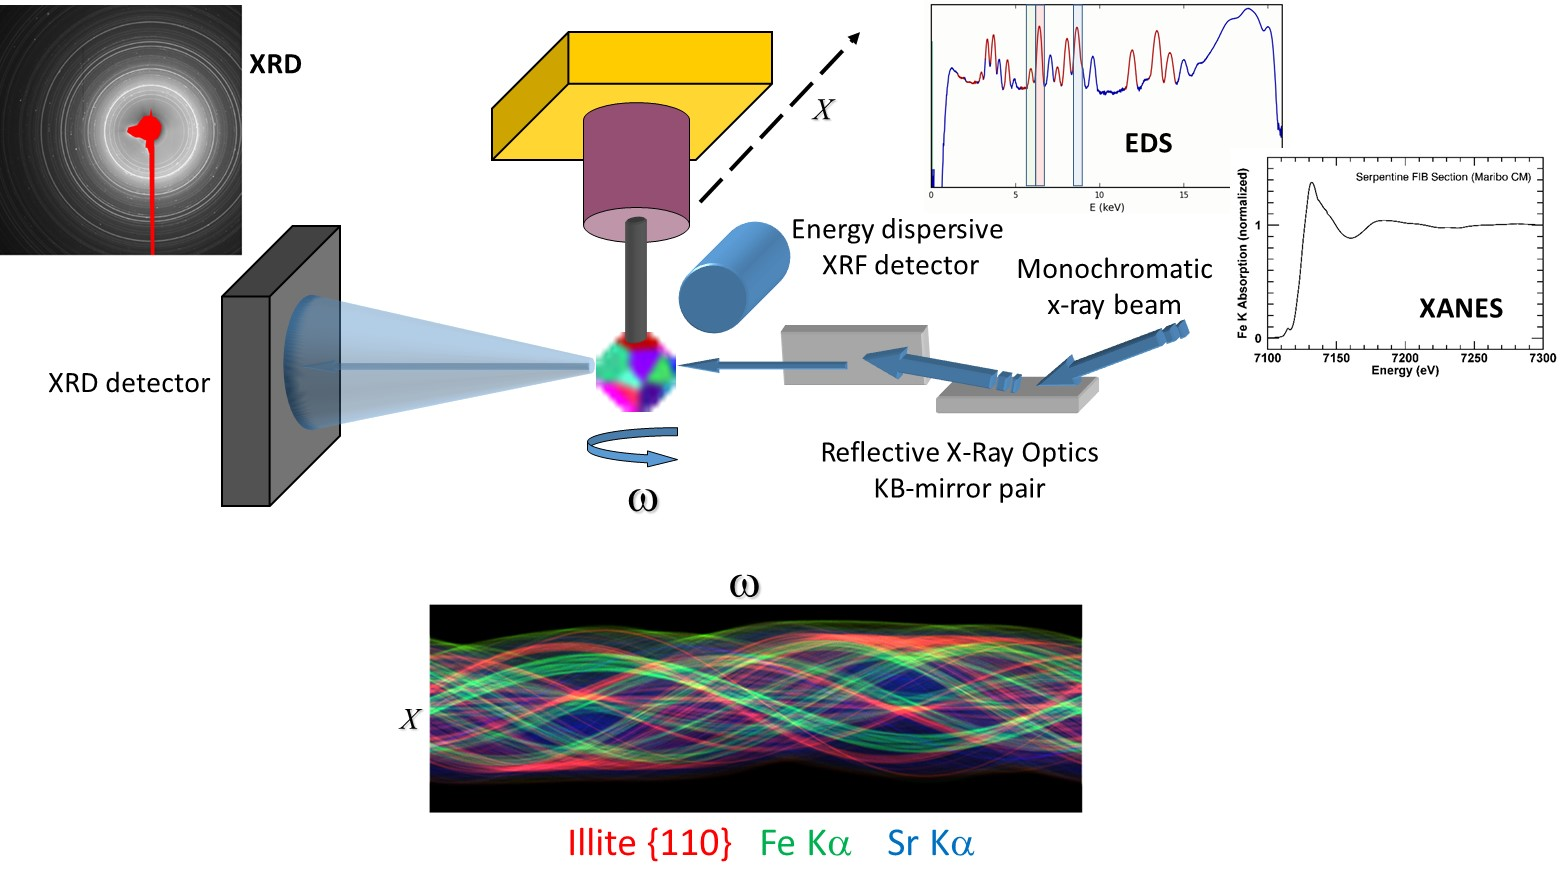 XRD
X
EDS
0
5
10
15
E (keV)
Serpentine FIB Section (Maribo CM)
Fe K Absorption (normalized)
1
0
XANES
7100
7150
7200
7250
7300
Energy (eV)
Energy dispersive
XRF detector
Monochromatic
x-ray beam
XRD detector
Reflective X-Ray Optics
KB-mirror pair
ω
ω
X
Illite {110} Fe Kα Sr Kα